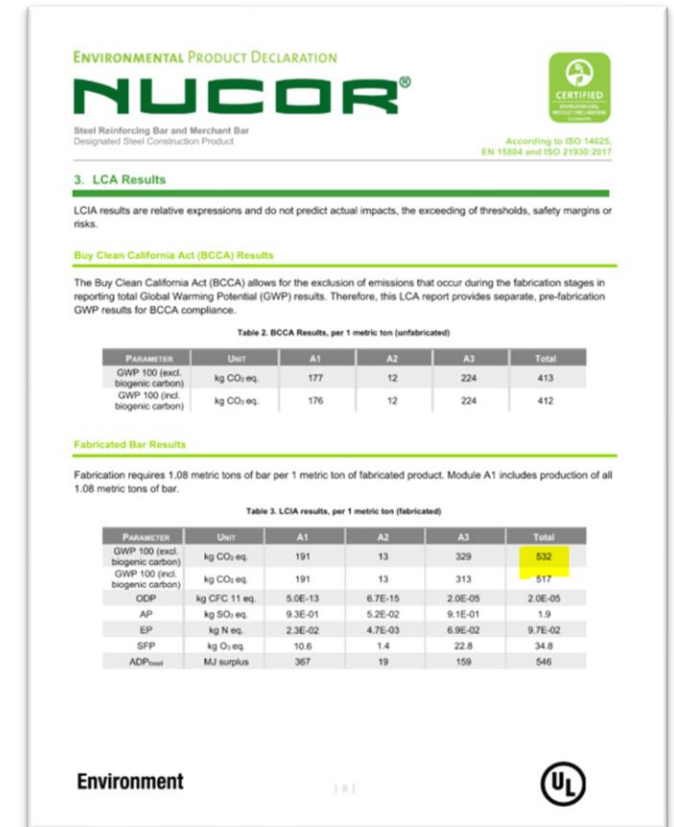 ENVIRONMENTAL PRODUCT DECLARATION
NUCOR®
CERTIFIED
ENVIRONMENTAL
PRODUCT DECLARATION
Steel Reinforcing Bar and Merchant Bar
Designated Steel Construction Product
According to ISO 14025,
EN 15804 and ISO 21930:2017
3. LCA Results
LCIA results are relative expressions and do not predict actual impacts, the exceeding of thresholds, safety margins or
risks.
Buy Clean California Act (BCCA) Results
The Buy Clean California Act (BCCA) allows for the exclusion of emissions that occur during the fabrication stages in
reporting total Global Warming Potential (GWP) results. Therefore, this LCA report provides separate, pre-fabrication
GWP results for BCCA compliance.
Table 2. BCCA Results, per 1 metric ton (unfabricated)
PARAMETER UNIT A1 A2 A3 Total
GWP 100 (excl. biogenic carbon) kg CO₂ eq. 177 12 224 413
GWP 100 (incl. biogenic carbon) kg CO₂ eq. 176 12 224 412
Fabricated Bar Results
Fabrication requires 1.08 metric tons of bar per 1 metric ton of fabricated product. Module A1 includes production of all
1.08 metric tons of bar.
Table 3. LCIA results, per 1 metric ton (fabricated)
PARAMETER UNIT A1 A2 A3 Total
GWP 100 (excl. biogenic carbon) kg CO₂ eq. 191 13 329 532
GWP 100 (incl. biogenic carbon) kg CO₂ eq. 191 13 313 517
ODP kg CFC 11 eq. 5.0E-13 6.7E-15 2.0E-05 2.0E-05
AP kg SO₂ eq. 9.3E-01 5.2E-02 9.1E-01 1.9
EP kg N eq. 2.3E-02 4.7E-03 6.9E-02 9.7E-02
SFP kg O₃ eq. 10.6 1.4 22.8 34.8
ADPfossil MJ surplus 367 19 159 546
Environment
| 8 |
UL